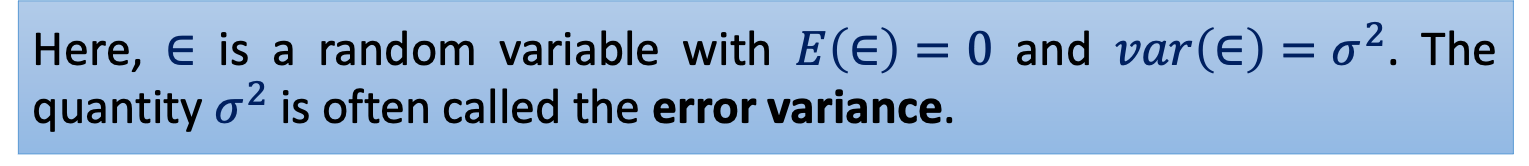 Here, ∈ is a random variable with E(∈) = 0 and var(∈) = σ². The
quantity σ² is often called the error variance.